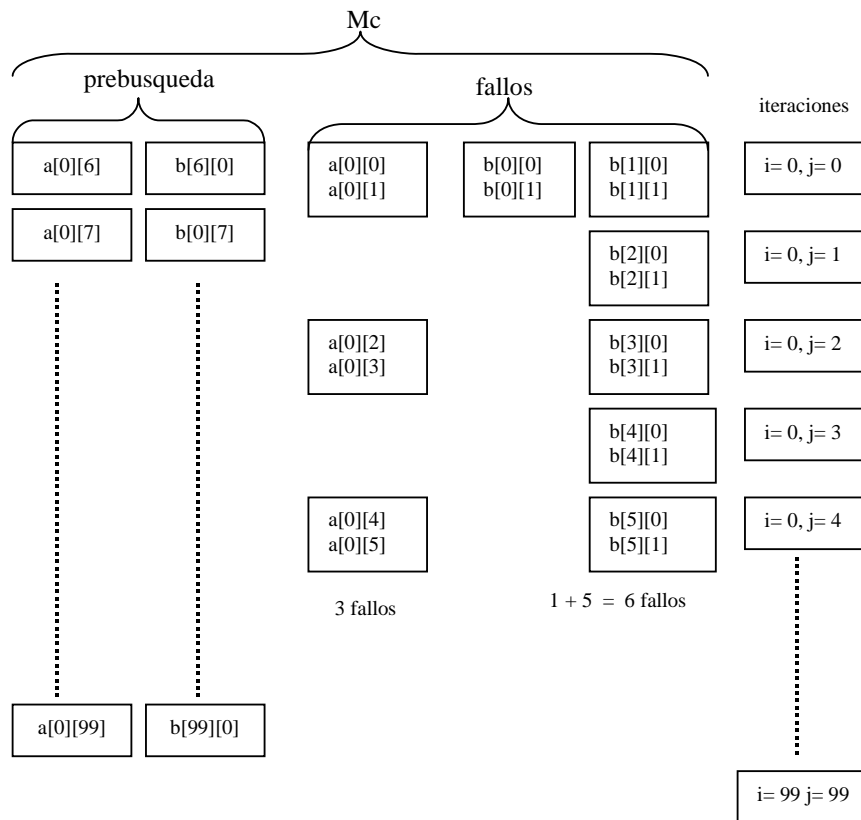 Mc
prebusqueda
fallos
iteraciones
a[0][6]
b[6][0]
a[0][0]
a[0][1]
b[0][0]
b[0][1]
b[1][0]
b[1][1]
i= 0, j= 0
a[0][7]
b[0][7]
b[2][0]
b[2][1]
i= 0, j= 1
a[0][2]
a[0][3]
b[3][0]
b[3][1]
i= 0, j= 2
b[4][0]
b[4][1]
i= 0, j= 3
a[0][4]
a[0][5]
b[5][0]
b[5][1]
i= 0, j= 4
3 fallos
1 + 5 = 6 fallos
a[0][99]
b[99][0]
i= 99 j= 99